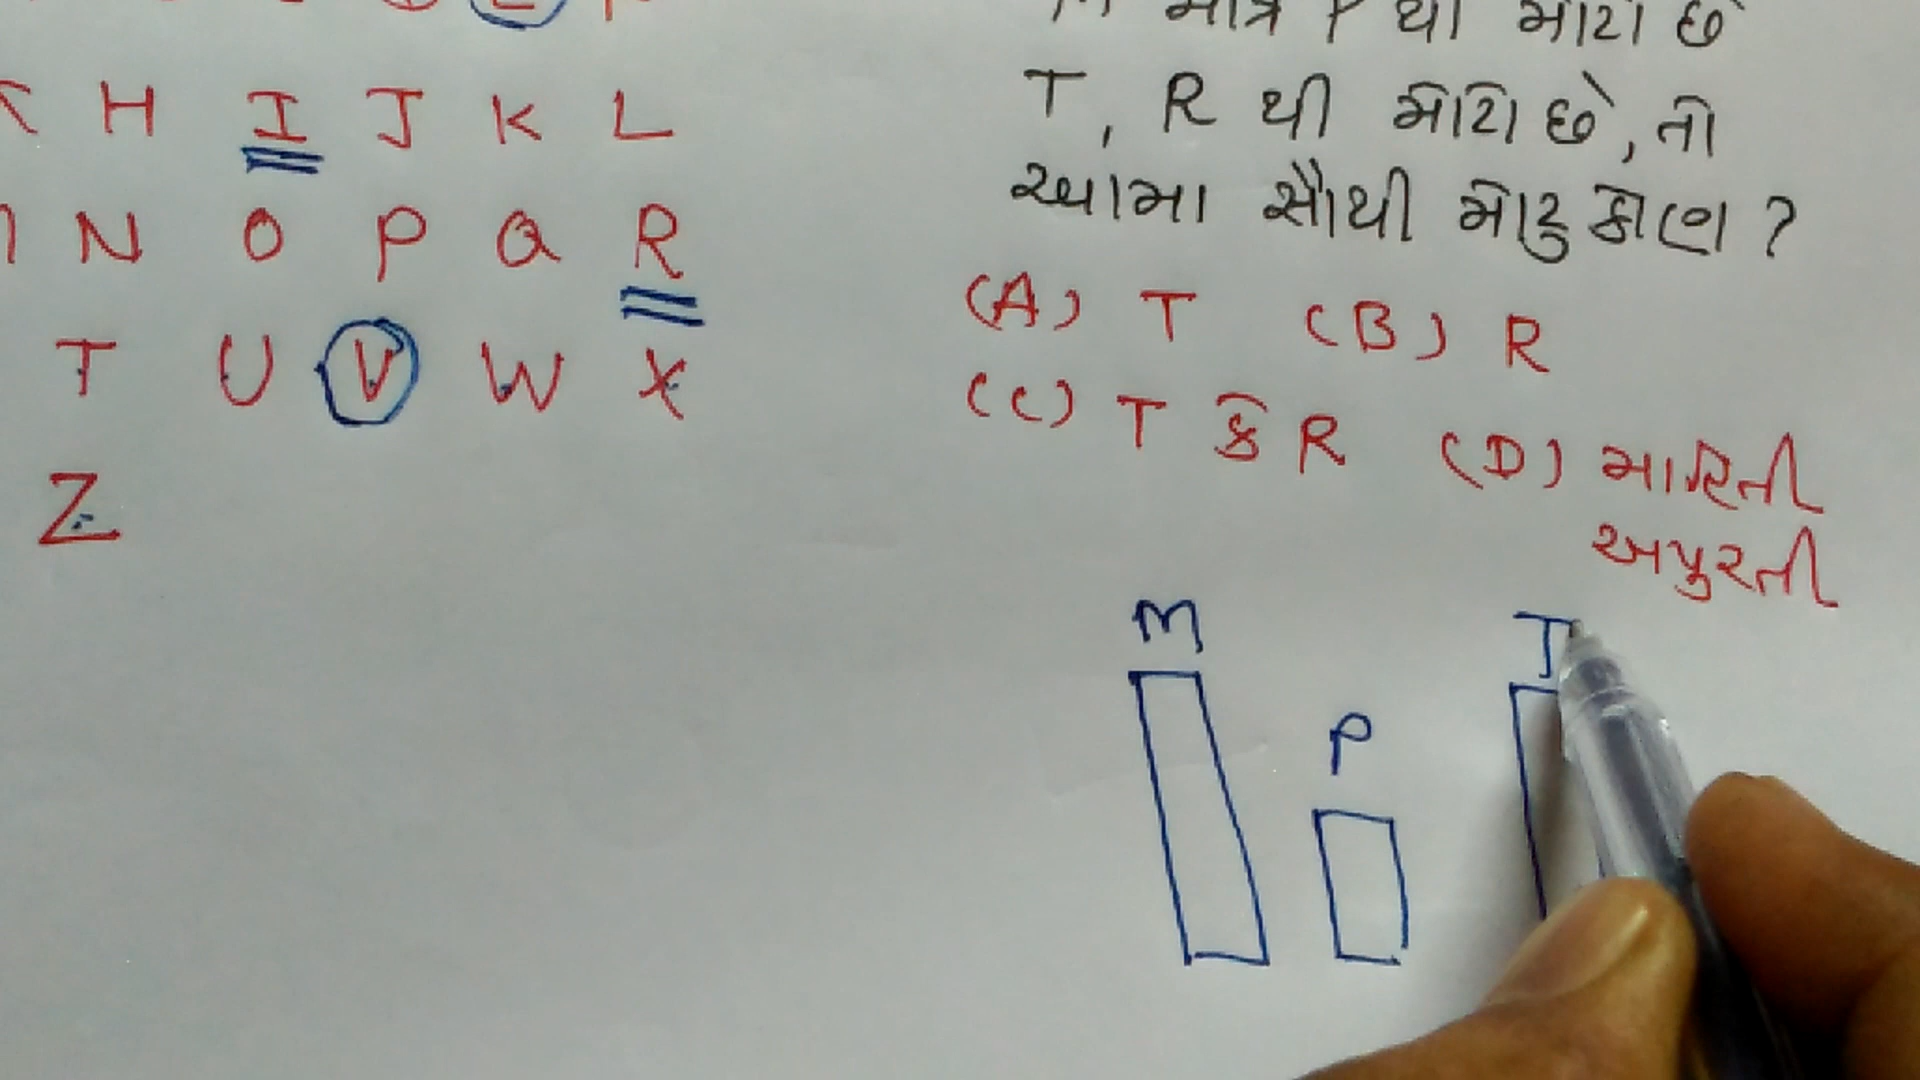 H I J K L
N O P Q R
T U V W X
Z
M માત્ર P થી મોટો છે
T, R થી મોટો છે, તો
આમા સૌથી મોટુ કોણ ?
(A) T (B) R
(C) T કે R (D) માહિતી
અપુરતી
M P T